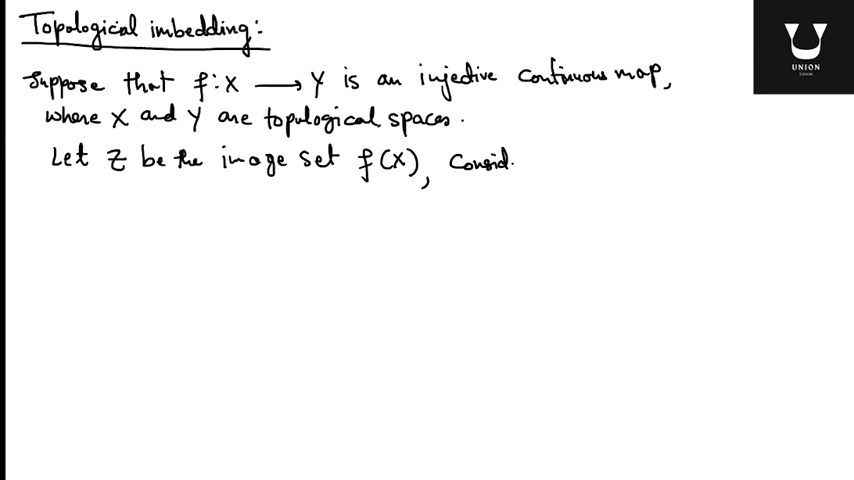 Topological imbedding:
Suppose that f: X → Y is an injective continuous map,
where X and Y are topological spaces.
Let Z be the image set f(X), Consid.
UNION